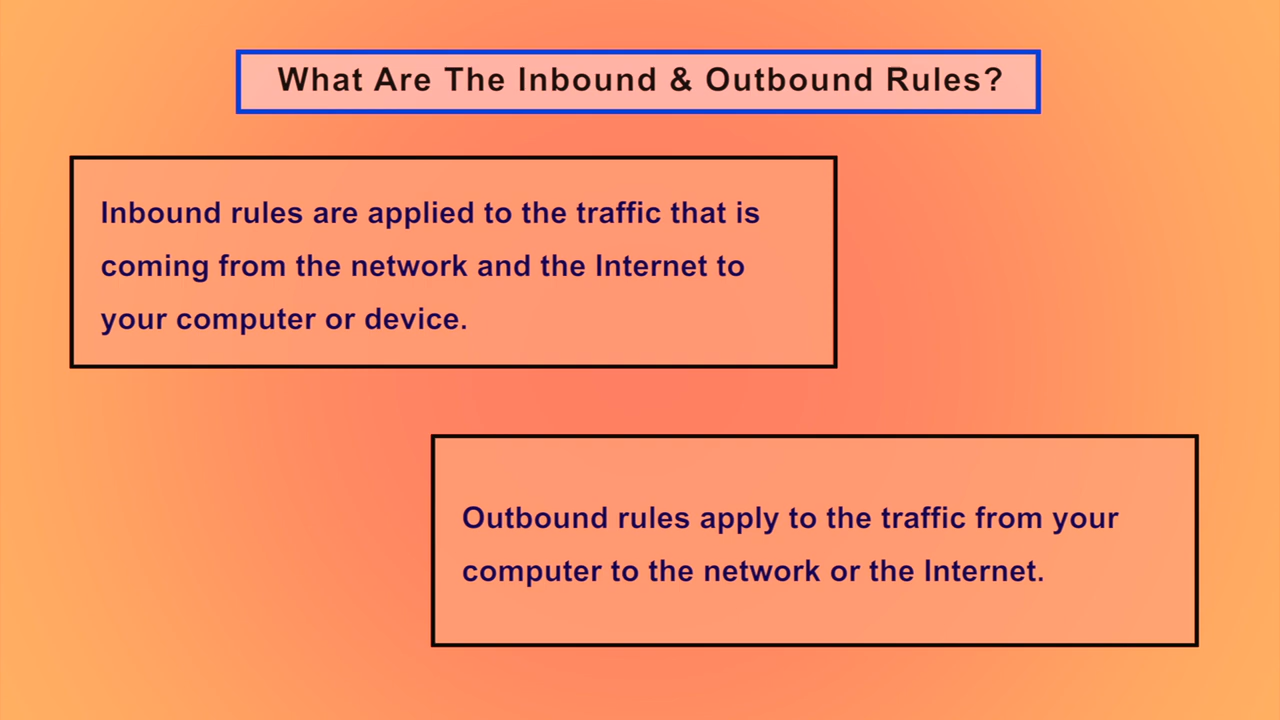 What Are The Inbound & Outbound Rules?
Inbound rules are applied to the traffic that is
coming from the network and the Internet to
your computer or device.
Outbound rules apply to the traffic from your
computer to the network or the Internet.